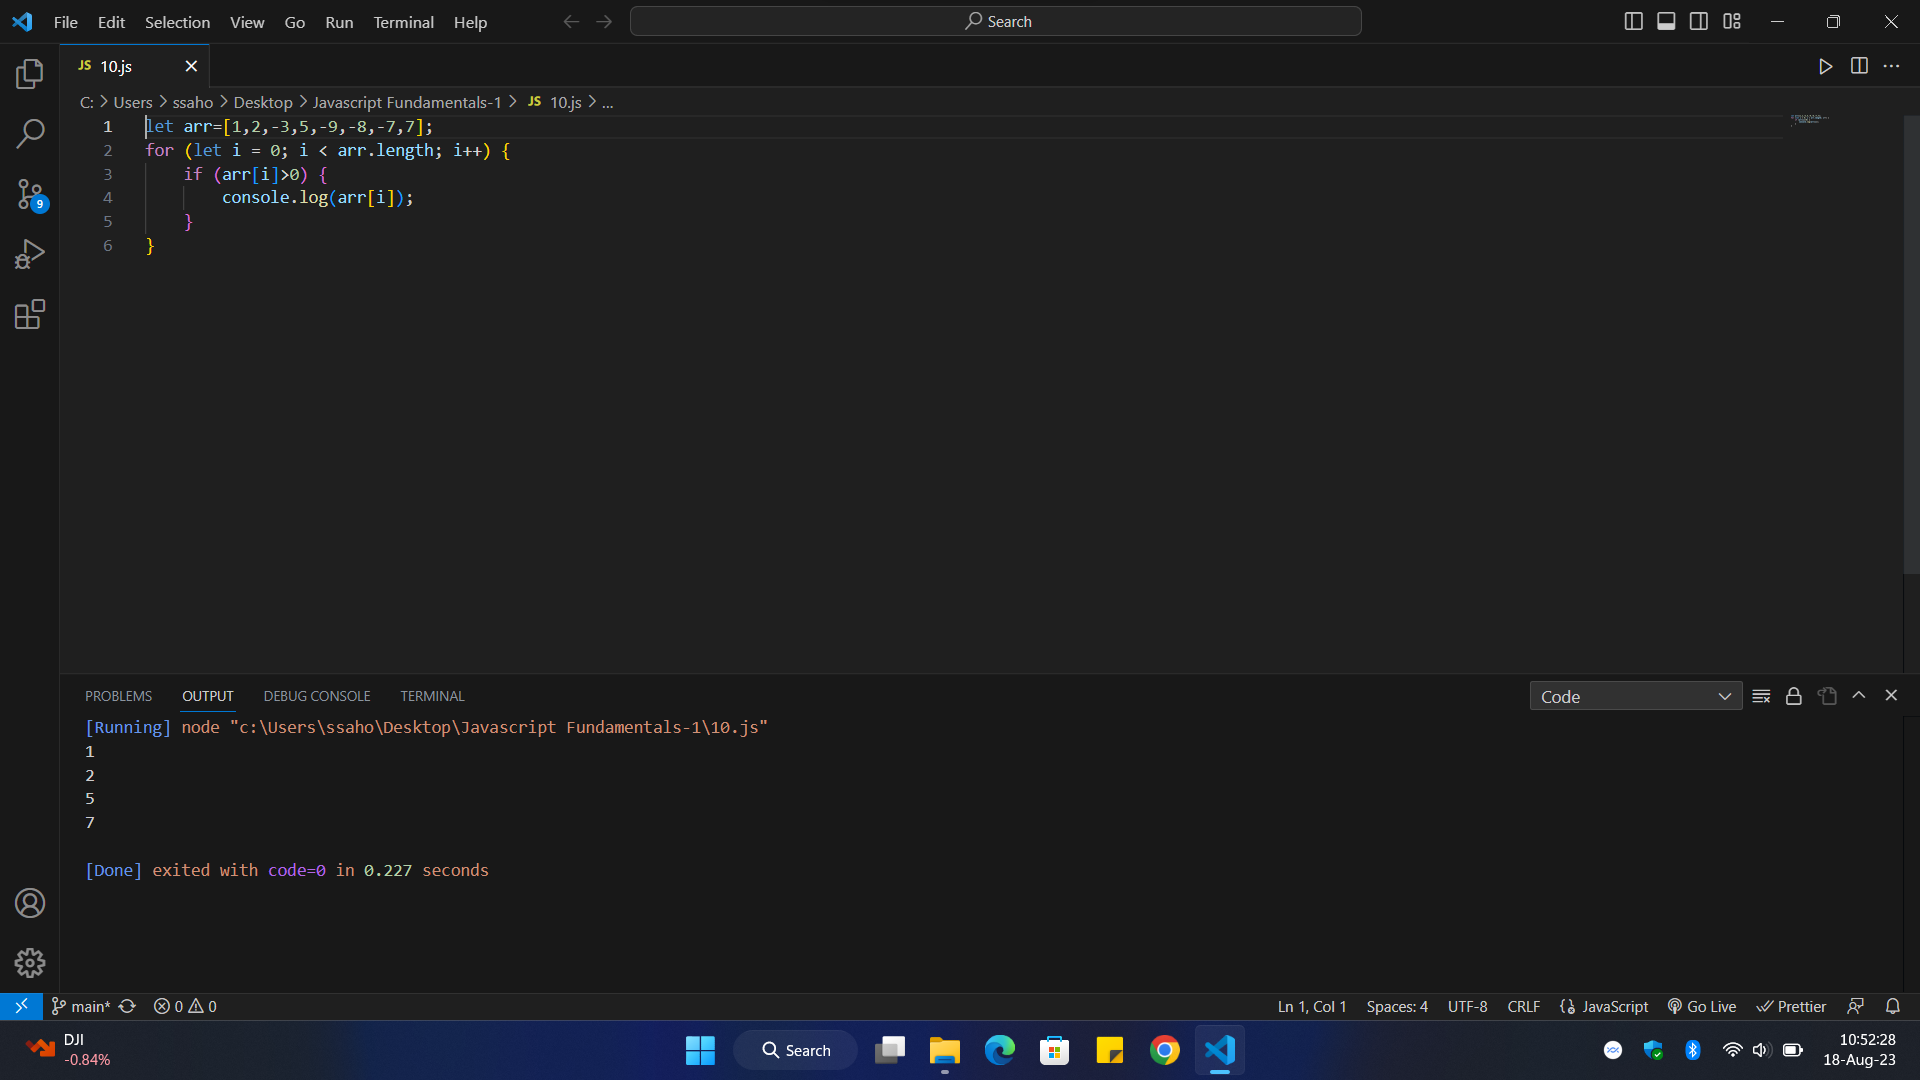 File Edit Selection View Go Run Terminal Help
Search
JS 10.js
C: > Users > ssaho > Desktop > Javascript Fundamentals-1 > JS 10.js > ...
1 let arr=[1,2,-3,5,-9,-8,-7,7];
2 for (let i = 0; i < arr.length; i++) {
3     if (arr[i]>0) {
4         console.log(arr[i]);
5     }
6 }
9
PROBLEMS OUTPUT DEBUG CONSOLE TERMINAL
Code
[Running] node "c:\Users\ssaho\Desktop\Javascript Fundamentals-1\10.js"
1
2
5
7
[Done] exited with code=0 in 0.227 seconds
main* 0 0
Ln 1, Col 1 Spaces: 4 UTF-8 CRLF JavaScript Go Live Prettier
DJI
-0.84%
Search
10:52:28
18-Aug-23